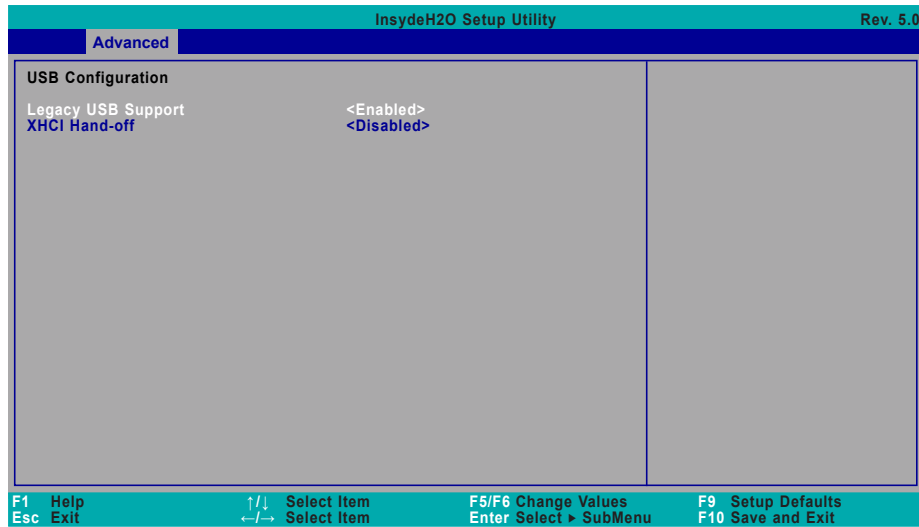 InsydeH2O Setup Utility Rev. 5.0
Advanced
USB Configuration
Legacy USB Support <Enabled>
XHCI Hand-off <Disabled>
F1 Help ↑/↓ Select Item F5/F6 Change Values F9 Setup Defaults
Esc Exit ←/→ Select Item Enter Select ▸ SubMenu F10 Save and Exit